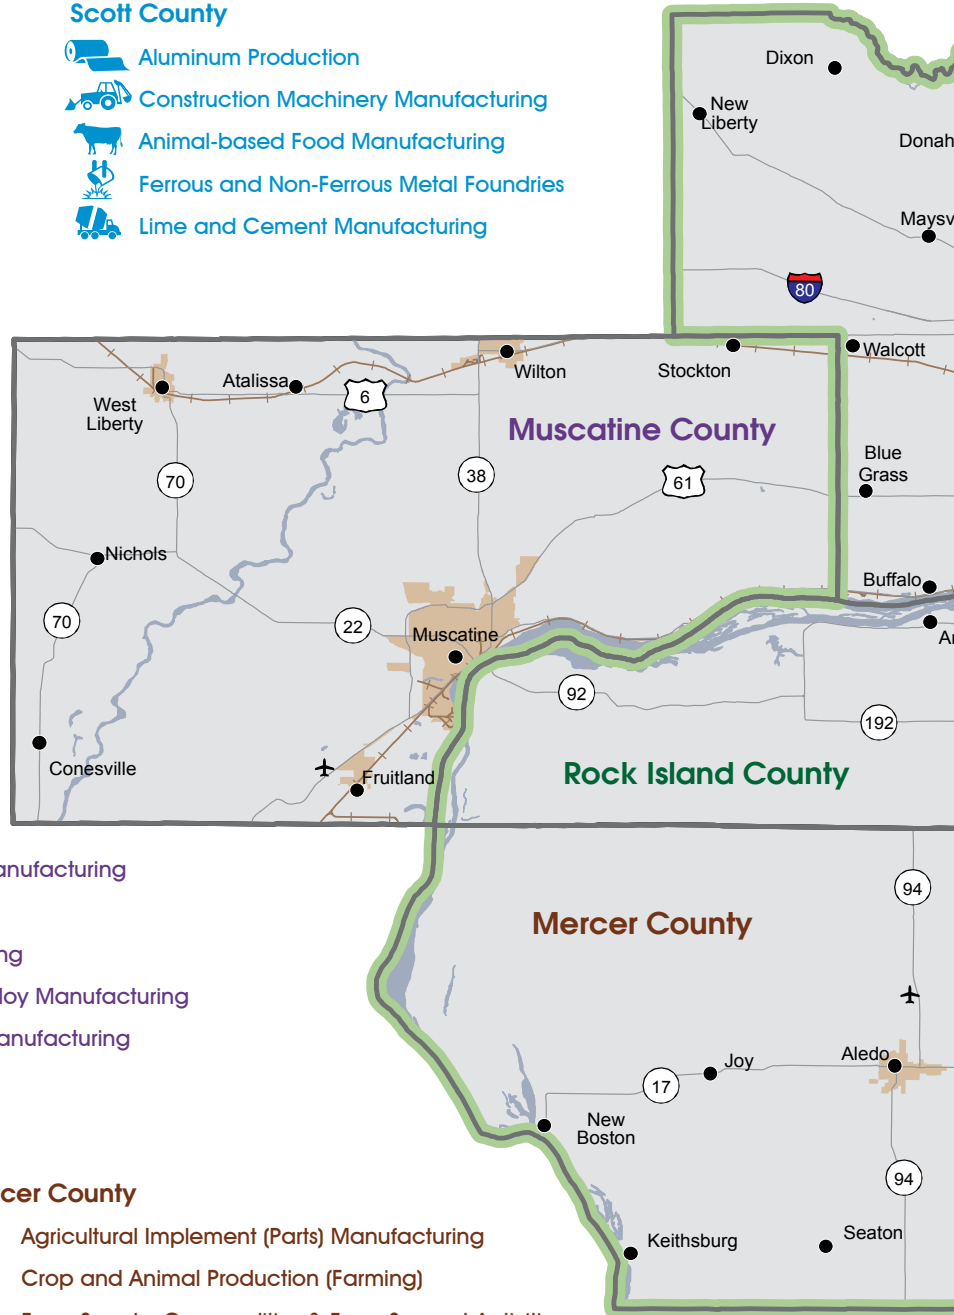 Scott County
Aluminum Production
Construction Machinery Manufacturing
Animal-based Food Manufacturing
Ferrous and Non-Ferrous Metal Foundries
Lime and Cement Manufacturing
Dixon
New
Liberty
Donah
Maysv
80
Walcott
Stockton
Wilton
Atalissa
West
Liberty
6
Muscatine County
Blue
Grass
70
38
61
Nichols
Buffalo
70
22
Muscatine
Ar
92
192
Conesville
Fruitland
Rock Island County
anufacturing
94
Mercer County
ng
loy Manufacturing
anufacturing
Joy
Aledo
17
New
Boston
94
cer County
Agricultural Implement (Parts) Manufacturing
Keithsburg
Seaton
Crop and Animal Production (Farming)